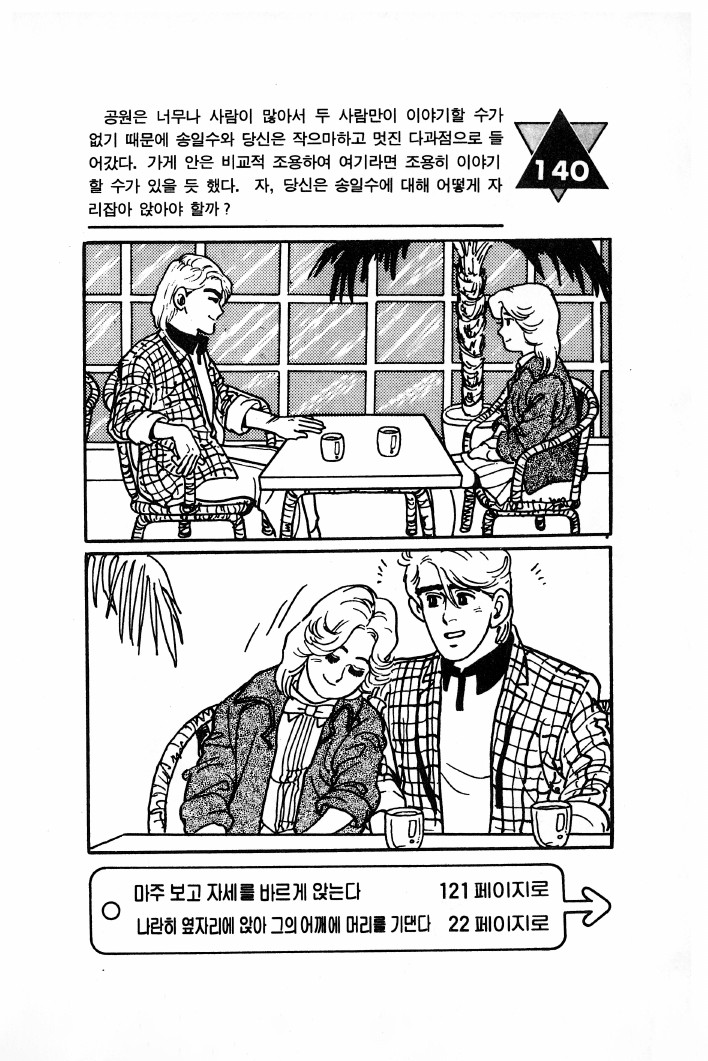 공원은 너무나 사람이 많아서 두 사람만이 이야기할 수가
없기 때문에 송일수와 당신은 작으마하고 멋진 다과점으로 들
어갔다. 가게 안은 비교적 조용하여 여기라면 조용히 이야기
할 수가 있을 듯 했다. 자, 당신은 송일수에 대해 어떻게 자
리잡아 앉아야 할까?
140
마주 보고 자세를 바르게 앉는다 121 페이지로
나란히 옆자리에 앉아 그의 어깨에 머리를 기댄다 22 페이지로